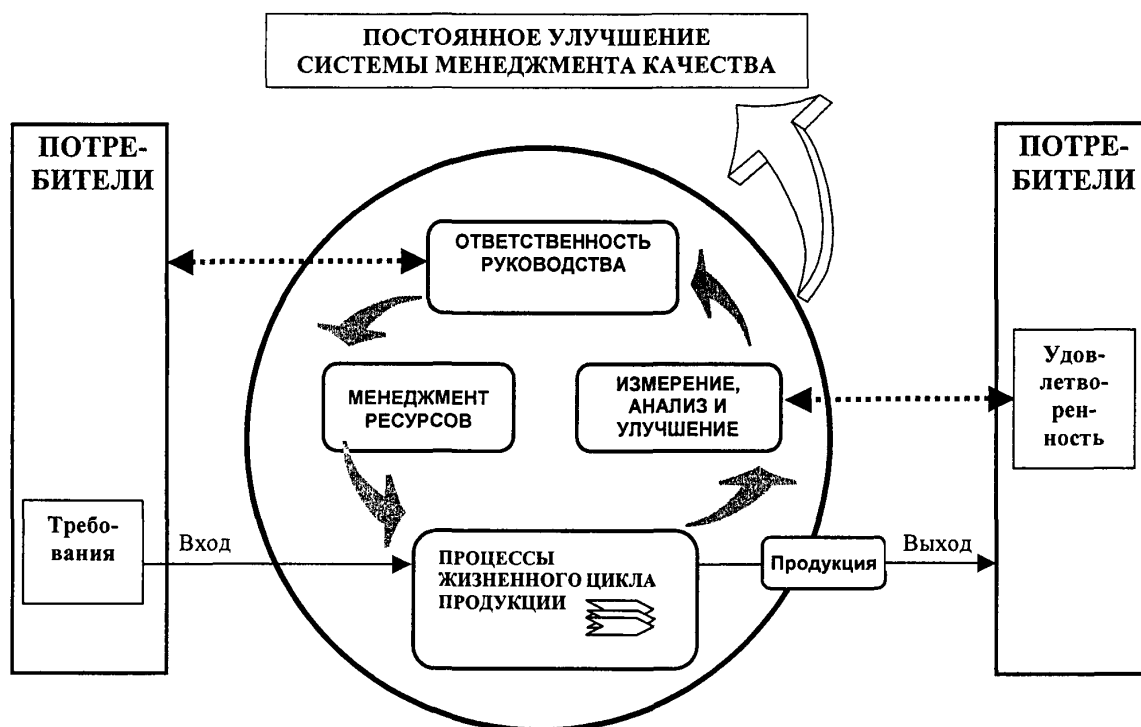 ПОСТОЯННОЕ УЛУЧШЕНИЕ
СИСТЕМЫ МЕНЕДЖМЕНТА КАЧЕСТВА
ПОТРЕ-
БИТЕЛИ
ПОТРЕ-
БИТЕЛИ
ОТВЕТСТВЕННОСТЬ
РУКОВОДСТВА
МЕНЕДЖМЕНТ
РЕСУРСОВ
ИЗМЕРЕНИЕ,
АНАЛИЗ И
УЛУЧШЕНИЕ
Удов-
летво-
рен-
ность
Требо-
вания
Вход
ПРОЦЕССЫ
ЖИЗНЕННОГО ЦИКЛА
ПРОДУКЦИИ
Продукция
Выход